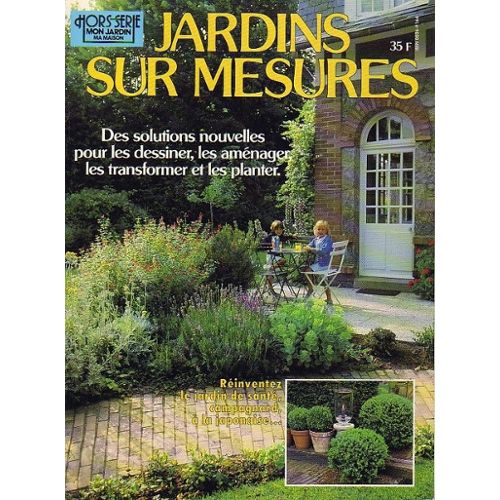 HORS-SÉRIE
MON JARDIN
MA MAISON
JARDINS
SUR MESURES
35 F
Des solutions nouvelles
pour les dessiner, les aménager,
les transformer et les planter.
Réinventez
le jardin de santé,
campagnard,
à la japonaise...